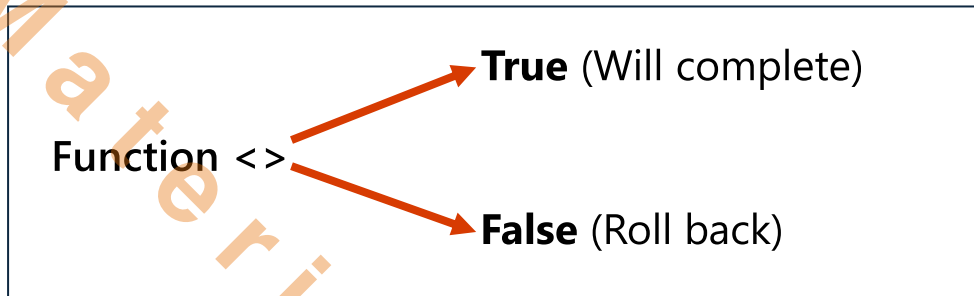 True (Will complete)
Function <>
False (Roll back)
Materi